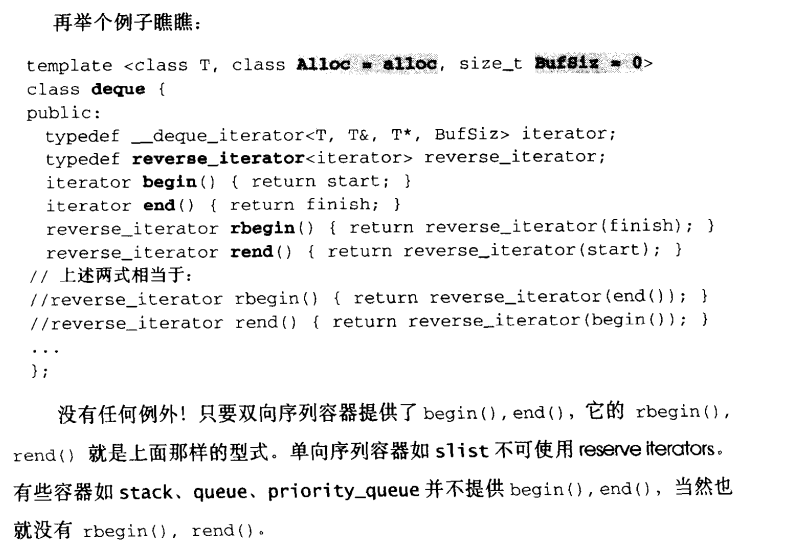 再举个例子瞧瞧：
template <class T, class Alloc = alloc, size_t BufSiz = 0>
class deque {
public:
typedef __deque_iterator<T, T&, T*, BufSiz> iterator;
typedef reverse_iterator<iterator> reverse_iterator;
iterator begin() { return start; }
iterator end() { return finish; }
reverse_iterator rbegin() { return reverse_iterator(finish); }
reverse_iterator rend() { return reverse_iterator(start); }
// 上述两式相当于：
//reverse_iterator rbegin() { return reverse_iterator(end()); }
//reverse_iterator rend() { return reverse_iterator(begin()); }
...
};
没有任何例外！只要双向序列容器提供了 begin(), end()，它的 rbegin(),
rend() 就是上面那样的型式。单向序列容器如 slist 不可使用 reserve iterators。
有些容器如 stack、queue、priority_queue 并不提供 begin(), end()，当然也
就没有 rbegin(), rend()。